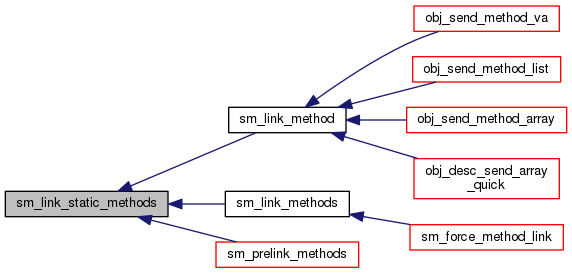 obj_send_method_va
obj_send_method_list
sm_link_method
obj_send_method_array
obj_desc_send_array
_quick
sm_link_static_methods
sm_link_methods
sm_force_method_link
sm_prelink_methods